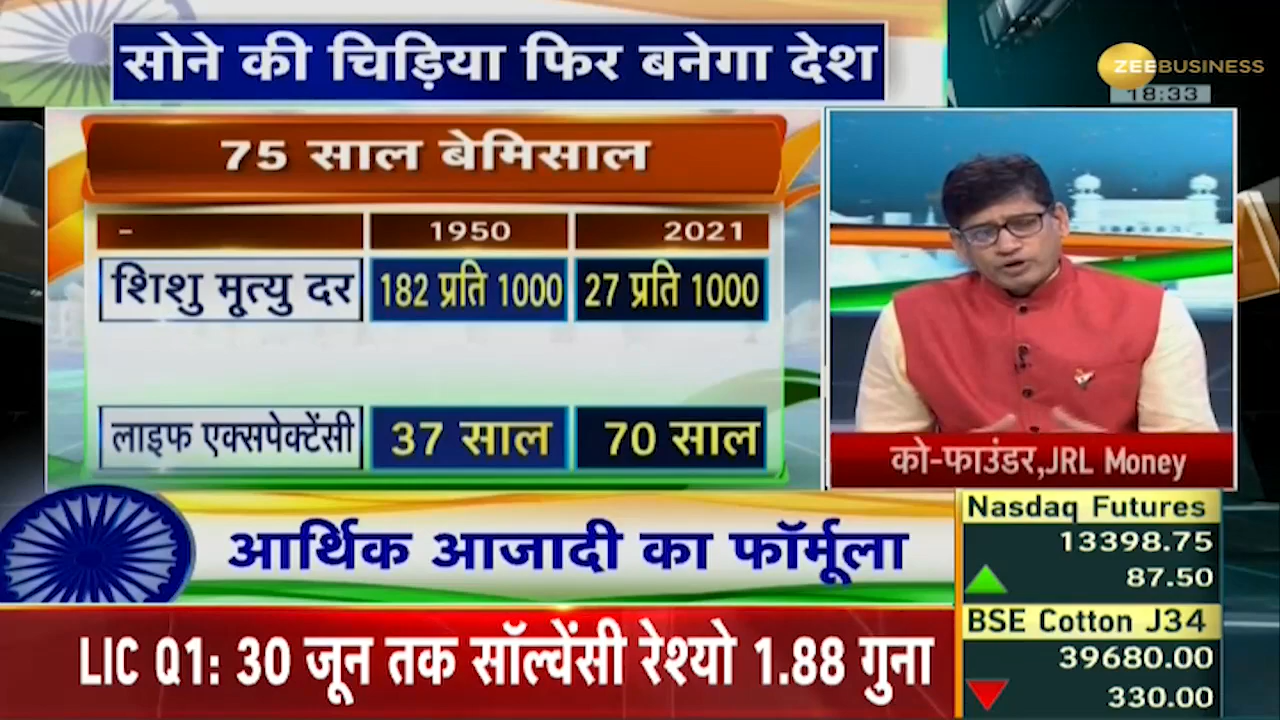 सोने की चिड़िया फिर बनेगा देश
ZEEBUSINESS
18:33
75 साल बेमिसाल
- 1950 2021
शिशु मृत्यु दर 182 प्रति 1000 27 प्रति 1000
लाइफ एक्सपेक्टेंसी 37 साल 70 साल
को-फाउंडर,JRL Money
आर्थिक आजादी का फॉर्मूला
Nasdaq Futures
13398.75
87.50
BSE Cotton J34
39680.00
330.00
LIC Q1: 30 जून तक सॉल्वेंसी रेश्यो 1.88 गुना